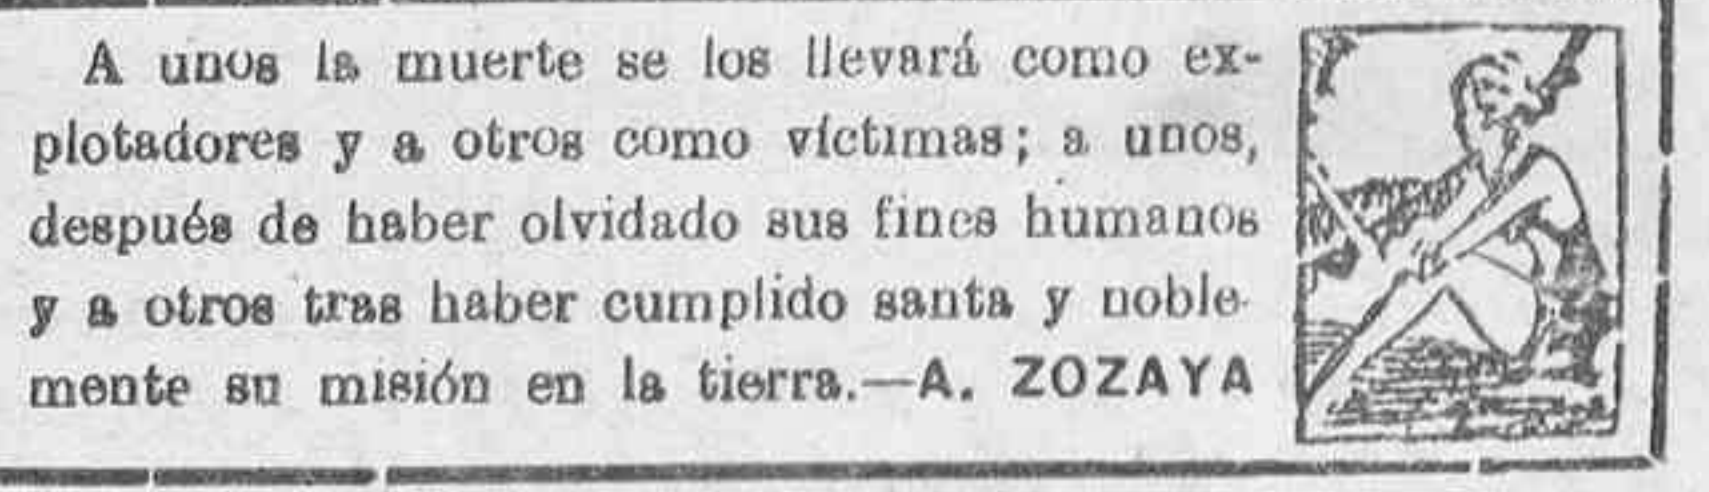 A unos la muerte se los llevará como ex-
plotadores y a otros como víctimas; a unos,
después de haber olvidado sus fines humanos
y a otros tras haber cumplido santa y noble-
mente su misión en la tierra.—A. ZOZAYA